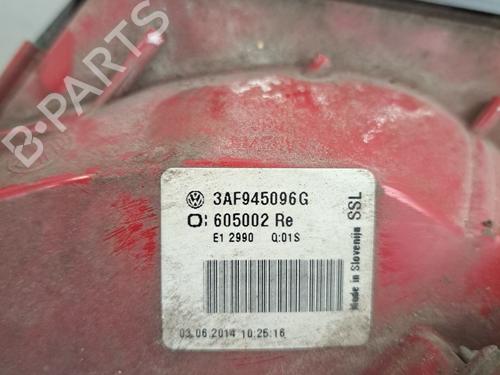 3AF945096G
605002 Re
E1 2990 Q:01S
03.06.2014 10:25:16
Made in Slovenija
SSL
B-PARTS